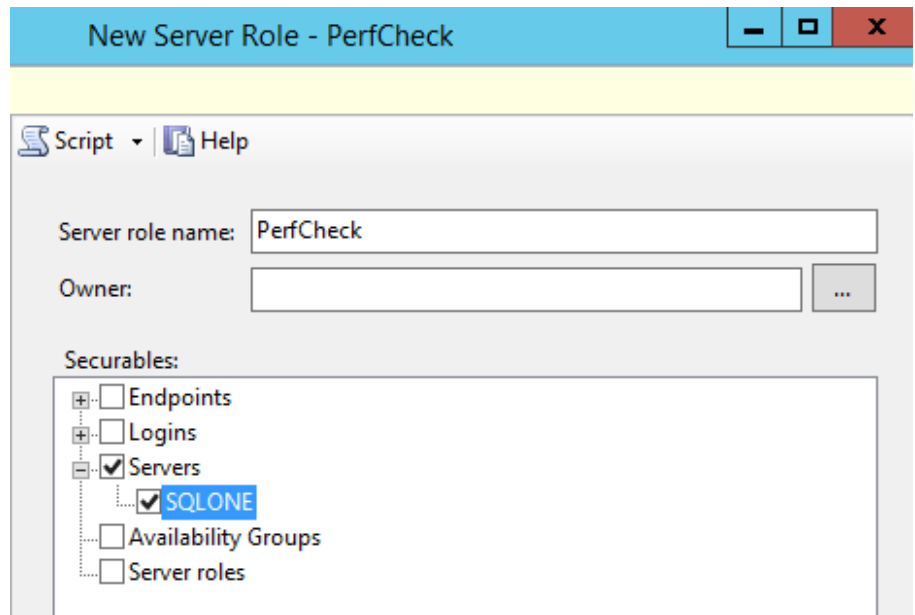 New Server Role - PerfCheck
Script Help
Server role name: PerfCheck
Owner: ...
Securables:
Endpoints
Logins
Servers
SQLONE
Availability Groups
Server roles